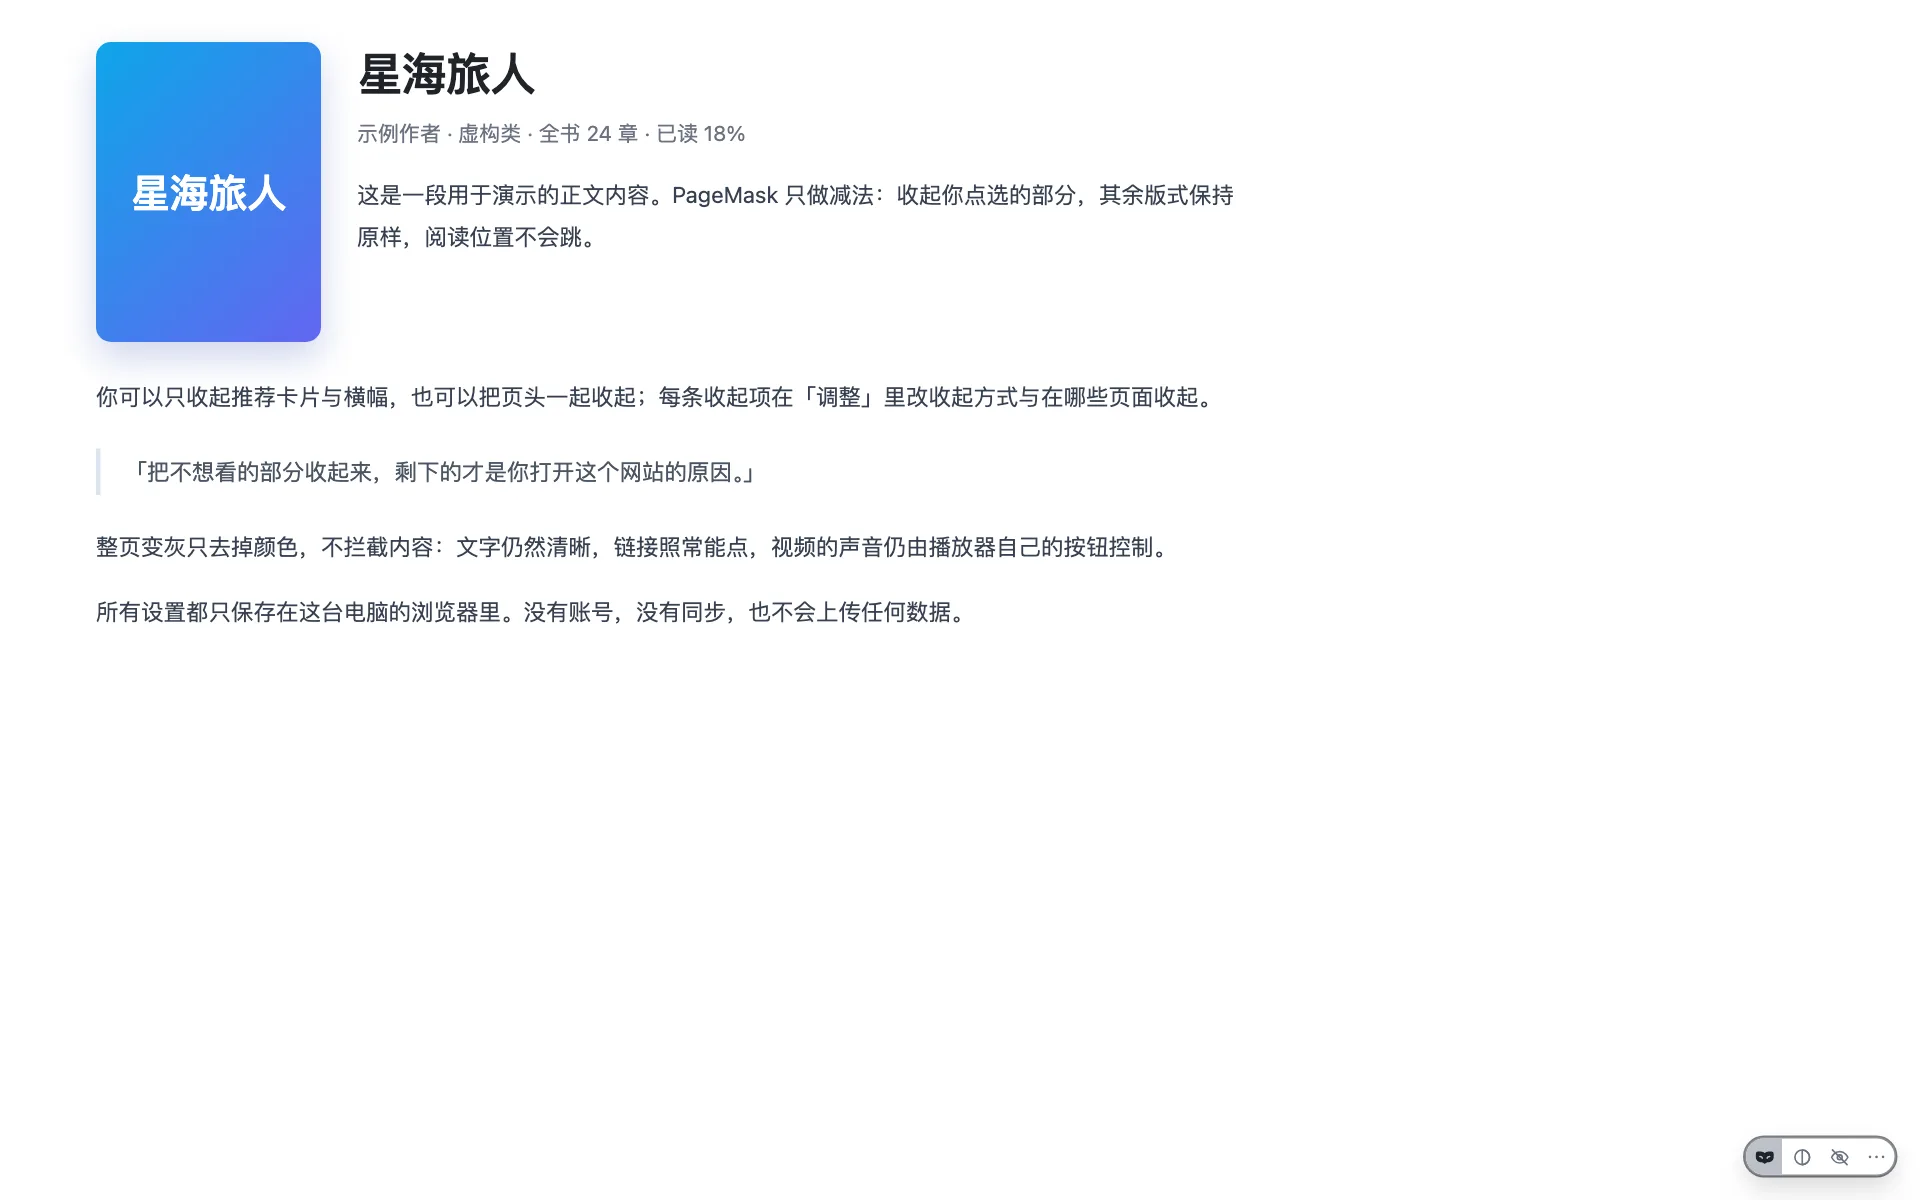 星海旅人
星海旅人
示例作者 · 虚构类 · 全书 24 章 · 已读 18%
这是一段用于演示的正文内容。PageMask 只做减法：收起你点选的部分，其余版式保持
原样，阅读位置不会跳。
你可以只收起推荐卡片与横幅，也可以把页头一起收起；每条收起项在「调整」里改收起方式与在哪些页面收起。
「把不想看的部分收起来，剩下的才是你打开这个网站的原因。」
整页变灰只去掉颜色，不拦截内容：文字仍然清晰，链接照常能点，视频的声音仍由播放器自己的按钮控制。
所有设置都只保存在这台电脑的浏览器里。没有账号，没有同步，也不会上传任何数据。